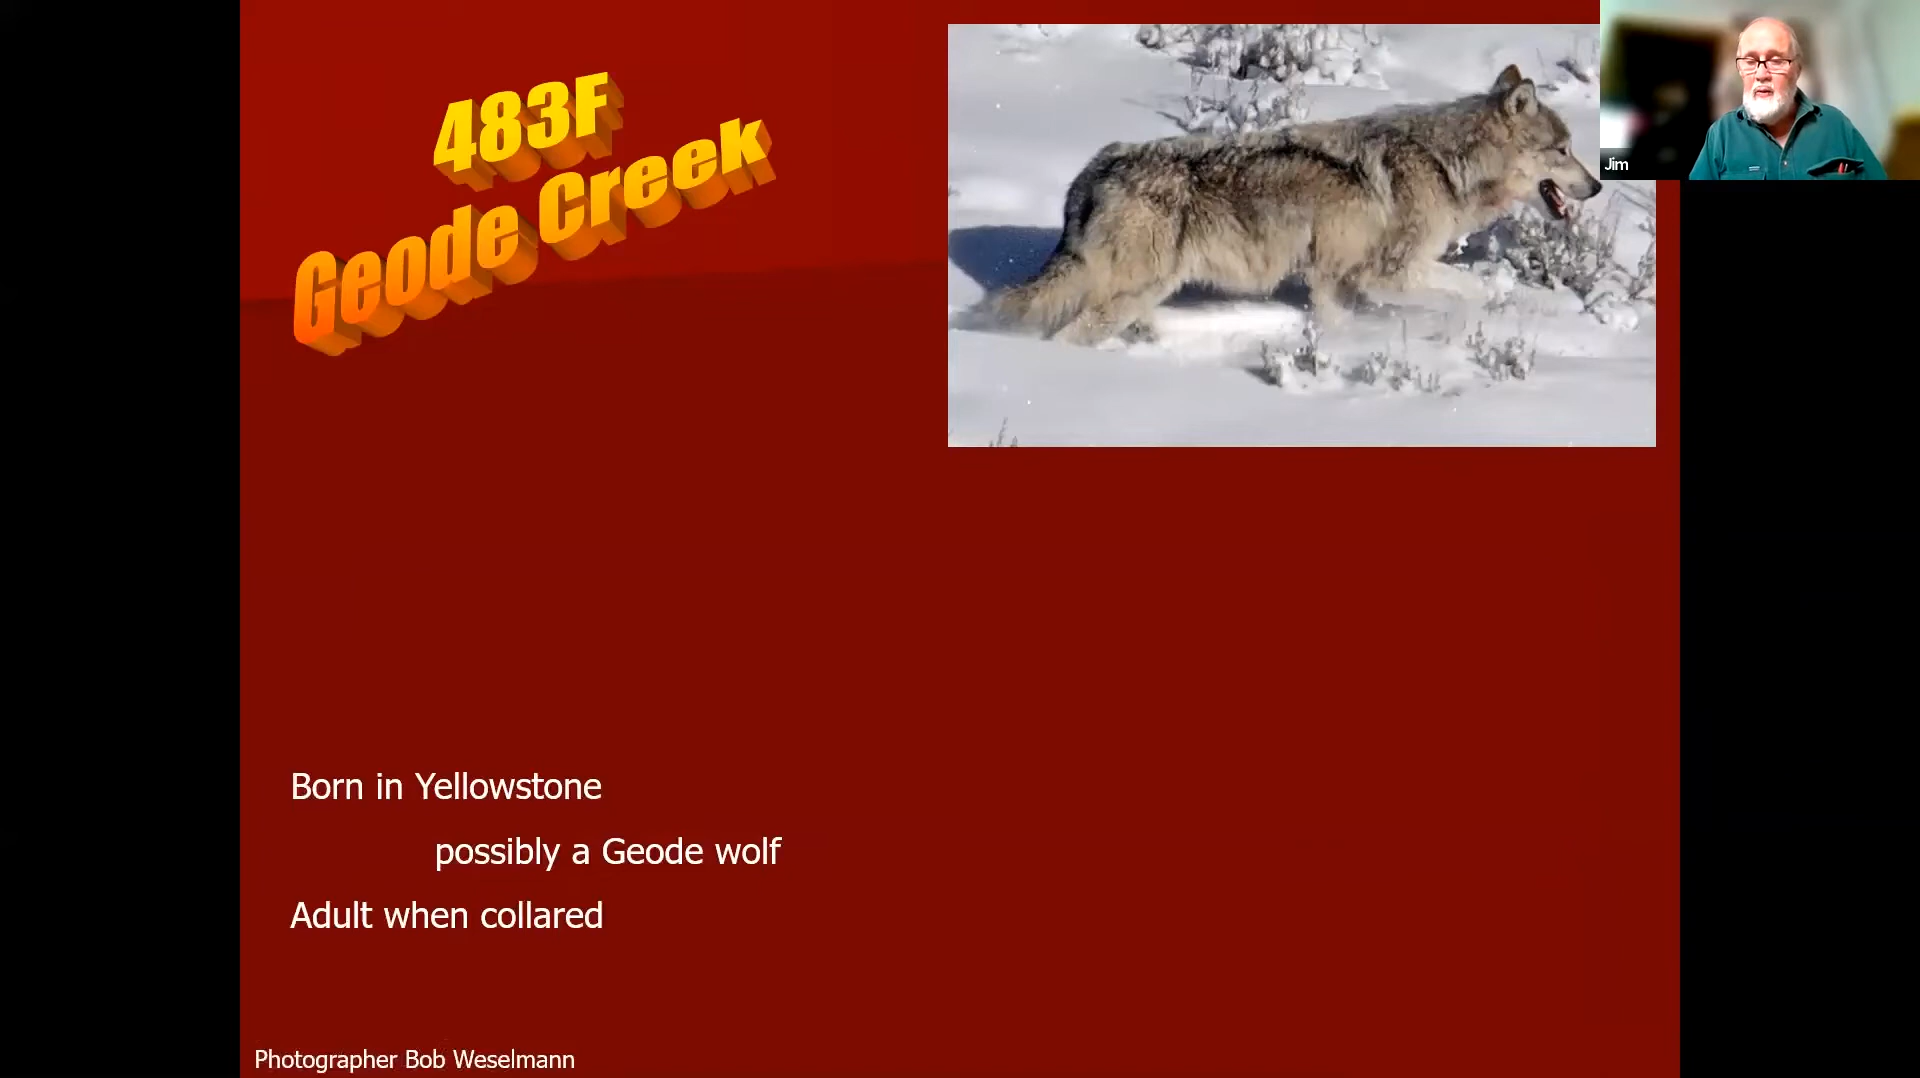 483F
Geode Creek
Jim
Born in Yellowstone
possibly a Geode wolf
Adult when collared
Photographer Bob Weselmann